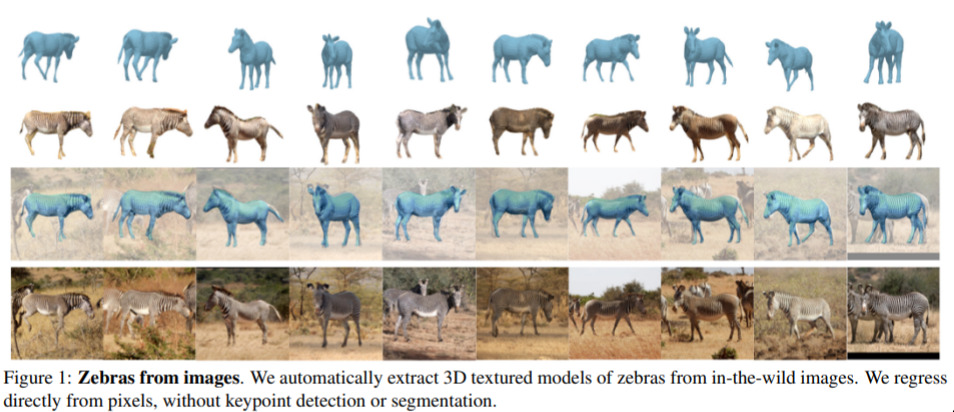 Figure 1: Zebras from images. We automatically extract 3D textured models of zebras from in-the-wild images. We regress
directly from pixels, without keypoint detection or segmentation.